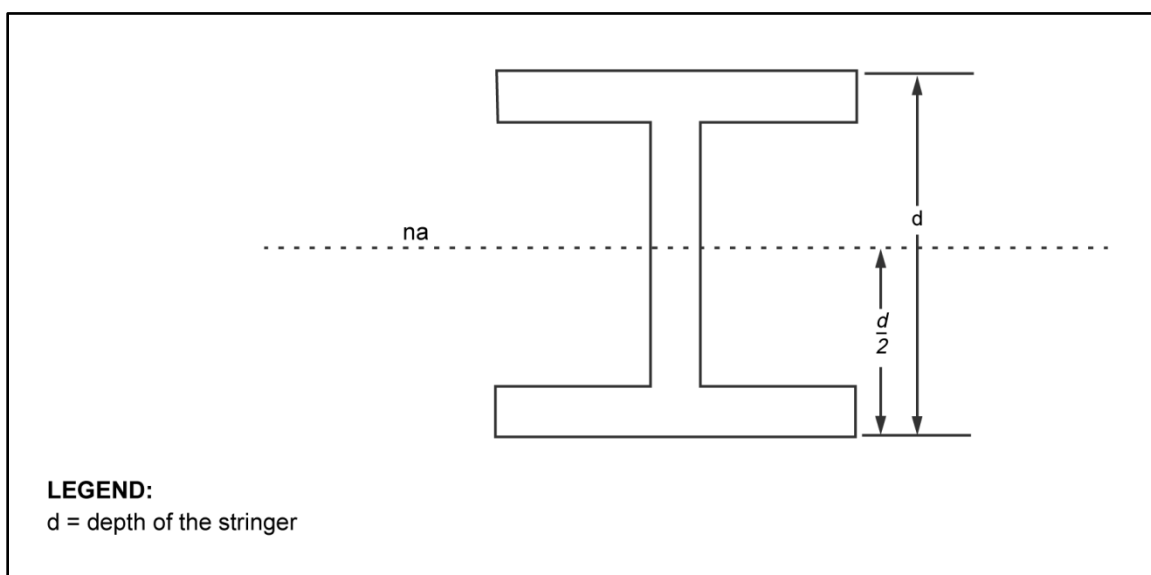 na
d
d
2
LEGEND:
d = depth of the stringer